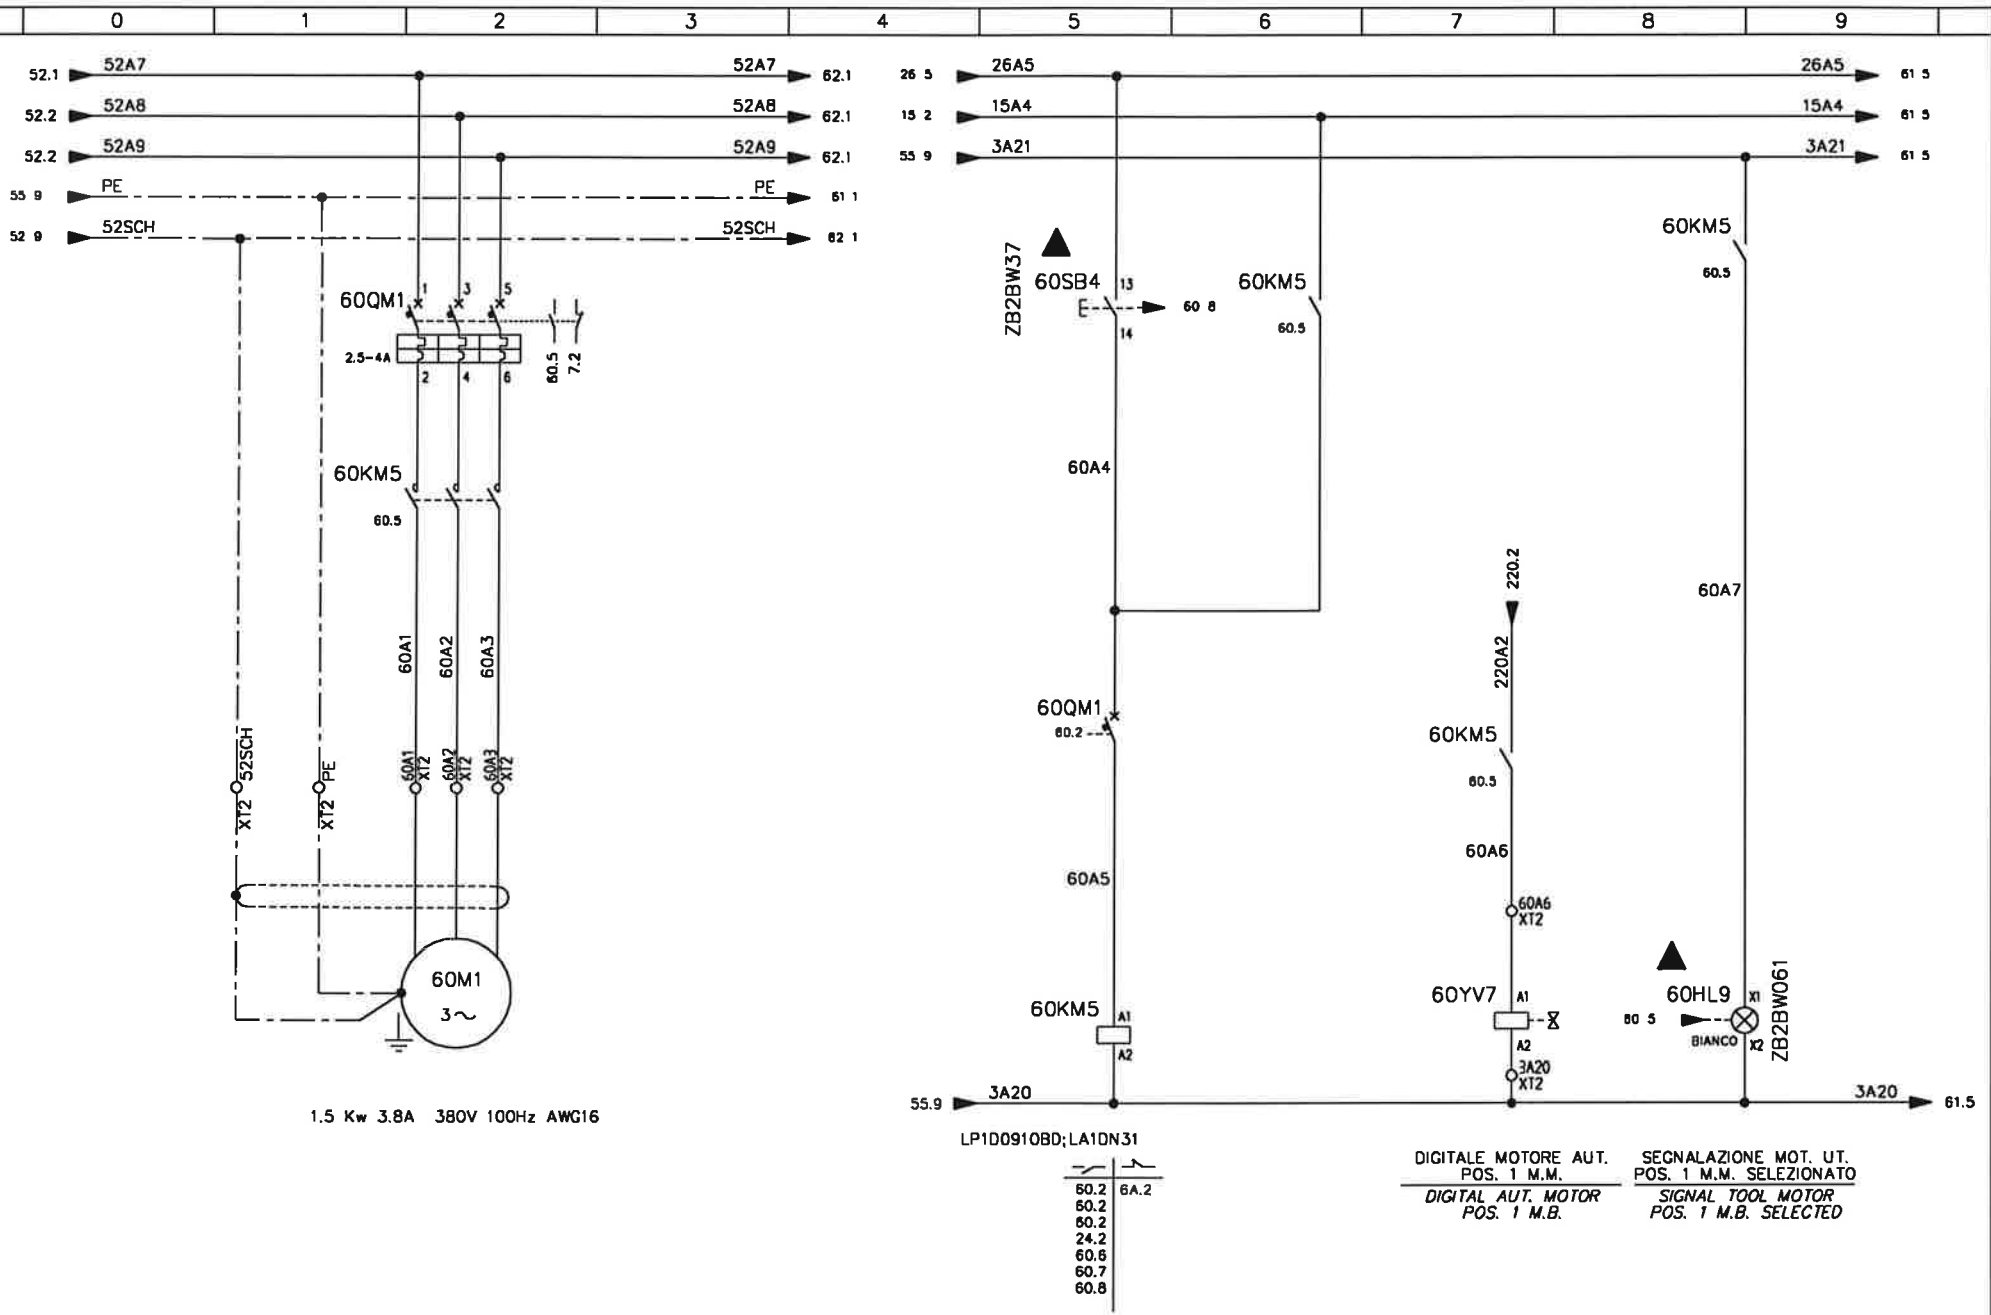 0 1 2 3 4 5 6 7 8 9
52.1 52A7 52A7 62.1 26 5 26A5 26A5 61 5
52.2 52A8 52A8 62.1 15 2 15A4 15A4 61 5
52.2 52A9 52A9 62.1 55 9 3A21 3A21 61 5
55 9 PE PE 61 1
52 9 52SCH 52SCH 62 1
60QM1 1 3 5
2.5-4A
2 4 6
60.5
7.2
60KM5
60.5
60A1
60A2
60A3
52SCH
XT2
PE
XT2
60A1
XT2
60A2
XT2
60A3
XT2
60M1
3~
1.5 Kw 3.8A 380V 100Hz AWG16
ZB2BW37
60SB4 13
60 8
14
60KM5
60.5
60A4
60QM1
60.2
60A5
60KM5 A1
A2
220.2
220A2
60KM5
60.5
60A6
60A6
XT2
60YV7 A1
A2
3A20
XT2
60KM5
60.5
60A7
60HL9 X1
60 5
BIANCO X2
ZB2BW061
55.9 3A20 3A20 61.5
LP1D0910BD;LA1DN31
60.2 6A.2
60.2
60.2
24.2
60.6
60.7
60.8
DIGITALE MOTORE AUT.
POS. 1 M.M.
DIGITAL AUT. MOTOR
POS. 1 M.B.
SEGNALAZIONE MOT. UT.
POS. 1 M.M. SELEZIONATO
SIGNAL TOOL MOTOR
POS. 1 M.B. SELECTED